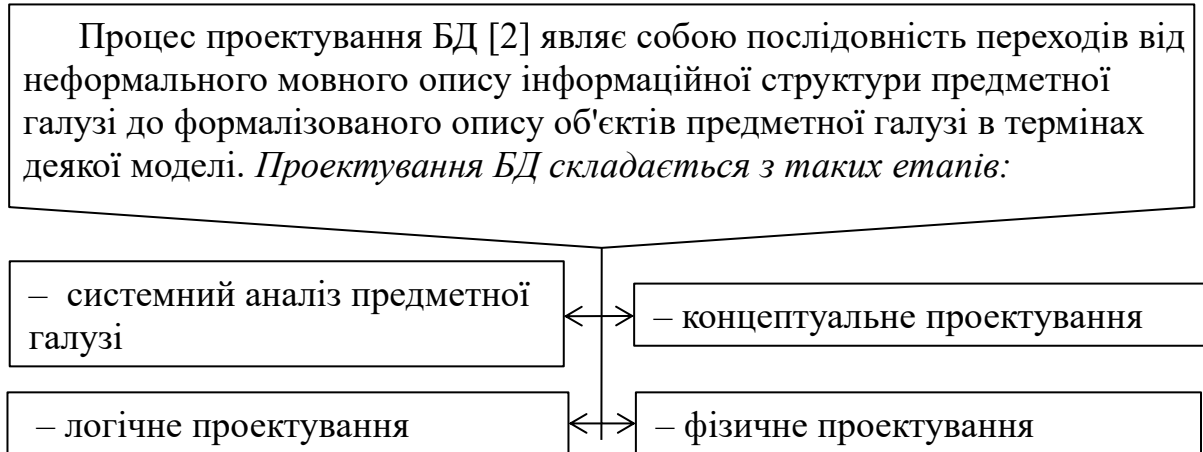 Процес проектування БД [2] являє собою послідовність переходів від
неформального мовного опису інформаційної структури предметної
галузі до формалізованого опису об'єктів предметної галузі в термінах
деякої моделі. Проектування БД складається з таких етапів:
– системний аналіз предметної
галузі
– концептуальне проектування
– логічне проектування
– фізичне проектування